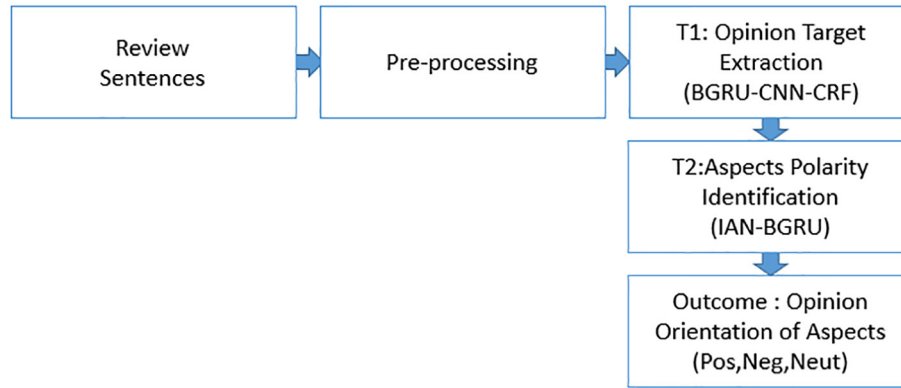 Review
Sentences
Pre-processing
T1: Opinion Target
Extraction
(BGRU-CNN-CRF)
T2:Aspects Polarity
Identification
(IAN-BGRU)
Outcome : Opinion
Orientation of Aspects
(Pos,Neg,Neut)